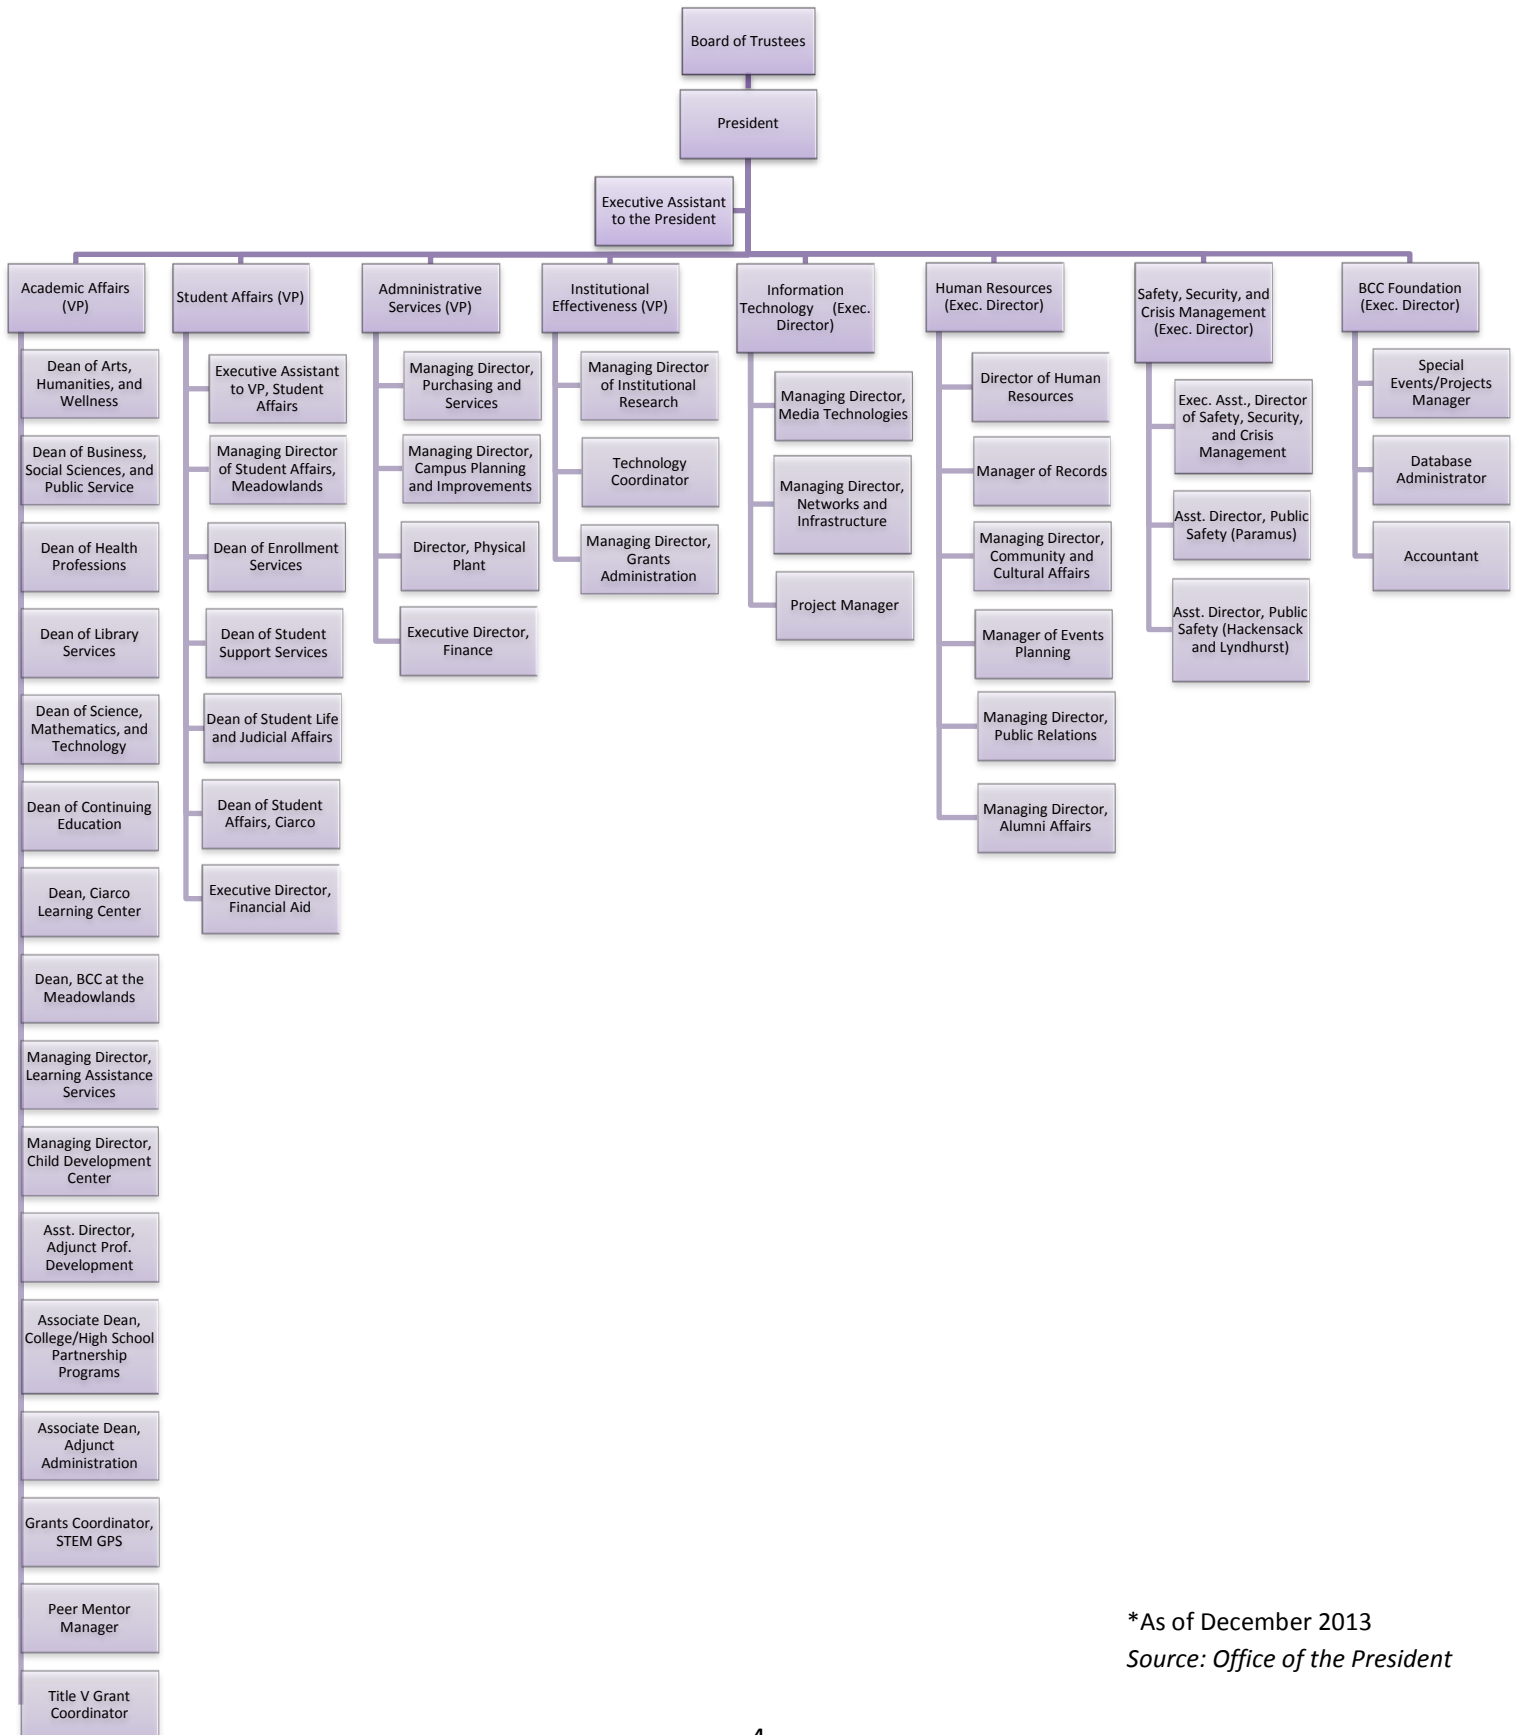 Board of Trustees
President
Executive Assistant
to the President
Academic Affairs
(VP)
Dean of Arts,
Humanities, and
Wellness
Dean of Business,
Social Sciences, and
Public Service
Dean of Health
Professions
Dean of Library
Services
Dean of Science,
Mathematics, and
Technology
Dean of Continuing
Education
Dean, Ciarco
Learning Center
Dean, BCC at the
Meadowlands
Managing Director,
Learning Assistance
Services
Managing Director,
Child Development
Center
Asst. Director,
Adjunct Prof.
Development
Associate Dean,
College/High School
Partnership
Programs
Associate Dean,
Adjunct
Administration
Grants Coordinator,
STEM GPS
Peer Mentor
Manager
Title V Grant
Coordinator
Student Affairs (VP)
Executive Assistant
to VP, Student
Affairs
Managing Director
of Student Affairs,
Meadowlands
Dean of Enrollment
Services
Dean of Student
Support Services
Dean of Student Life
and Judicial Affairs
Dean of Student
Affairs, Ciarco
Executive Director,
Financial Aid
Admninistrative
Services (VP)
Managing Director,
Purchasing and
Services
Managing Director,
Campus Planning
and Improvements
Director, Physical
Plant
Executive Director,
Finance
Institutional
Effectiveness (VP)
Managing Director
of Institutional
Research
Technology
Coordinator
Managing Director,
Grants
Administration
Information
Technology (Exec.
Director)
Managing Director,
Media Technologies
Managing Director,
Networks and
Infrastructure
Project Manager
Human Resources
(Exec. Director)
Director of Human
Resources
Manager of Records
Managing Director,
Community and
Cultural Affairs
Manager of Events
Planning
Managing Director,
Public Relations
Managing Director,
Alumni Affairs
Safety, Security, and
Crisis Management
(Exec. Director)
Exec. Asst., Director
of Safety, Security,
and Crisis
Management
Asst. Director, Public
Safety (Paramus)
Asst. Director, Public
Safety (Hackensack
and Lyndhurst)
BCC Foundation
(Exec. Director)
Special
Events/Projects
Manager
Database
Administrator
Accountant
*As of December 2013
Source: Office of the President